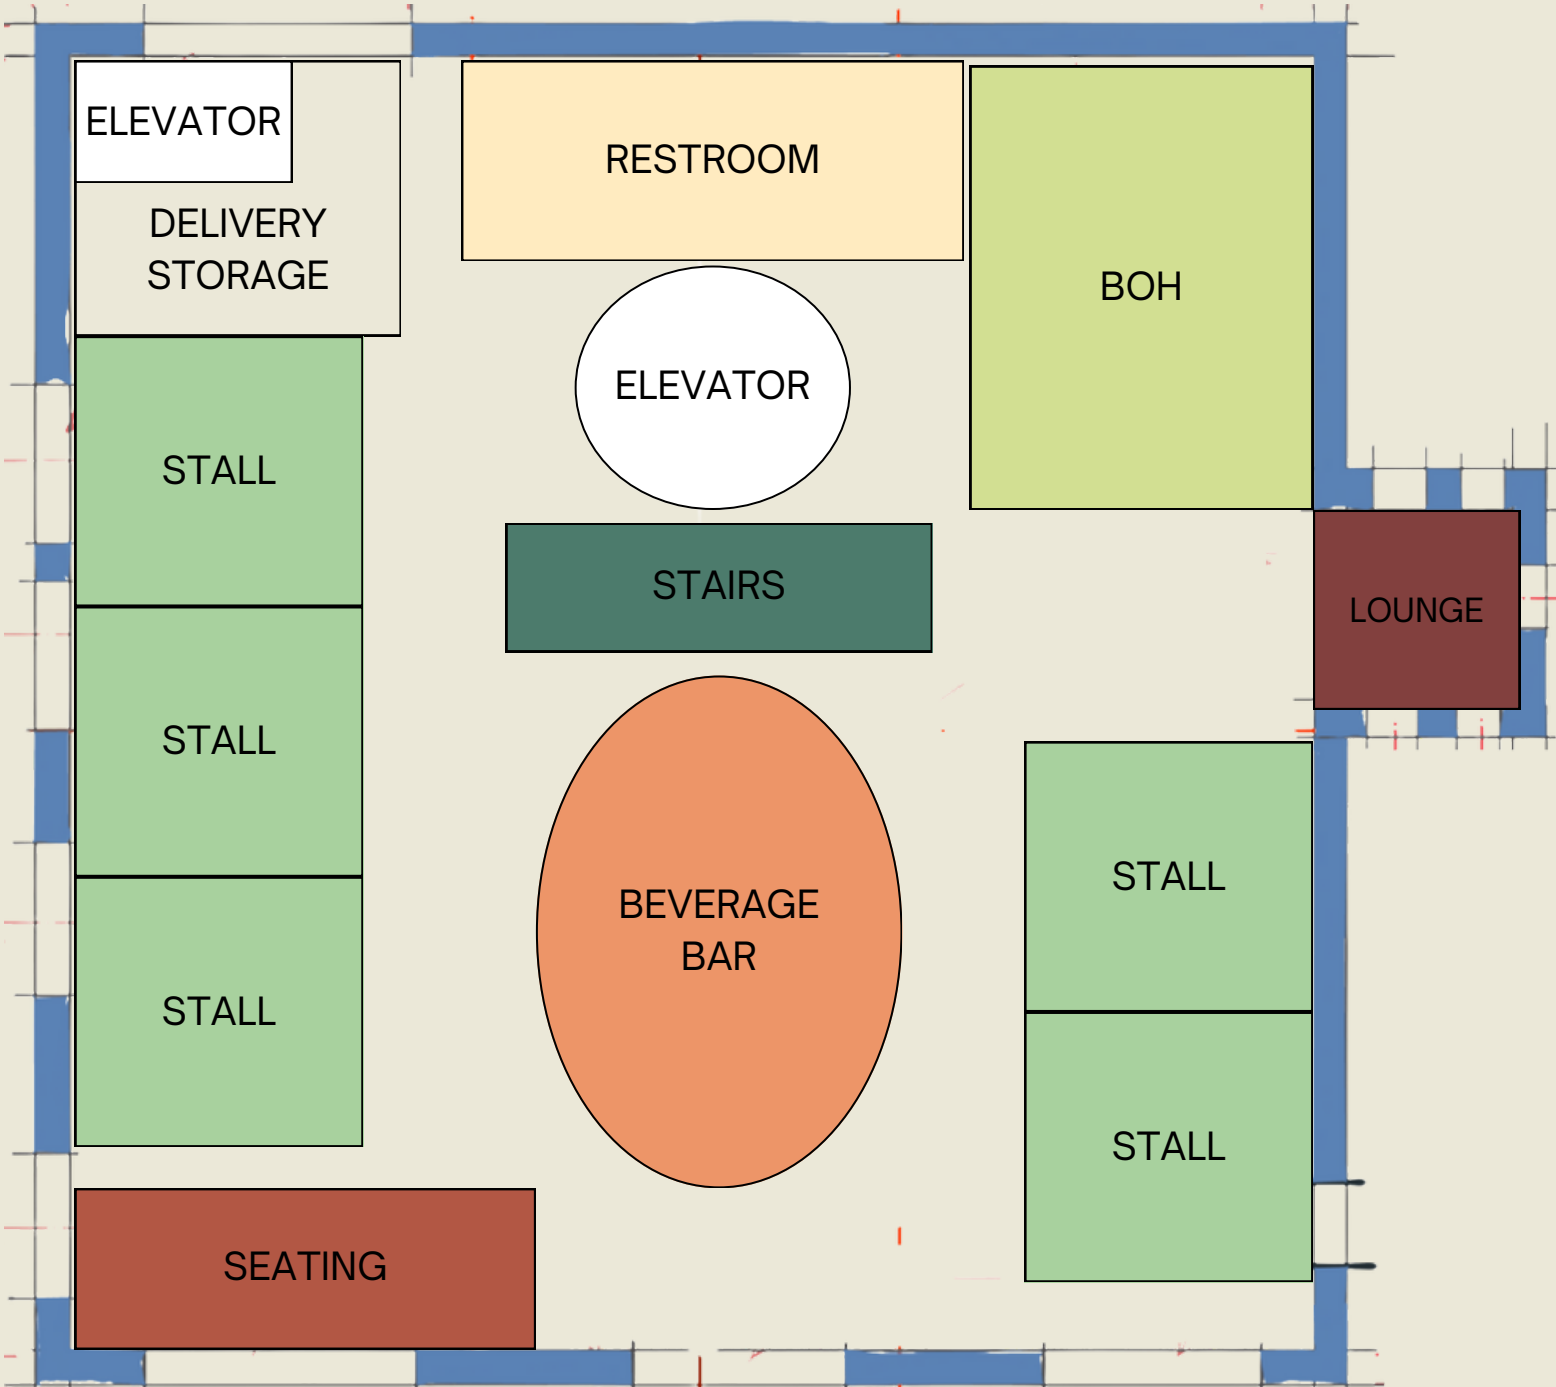 ELEVATOR
DELIVERY
STORAGE
RESTROOM
BOH
ELEVATOR
STALL
STAIRS
LOUNGE
STALL
STALL
BEVERAGE
BAR
STALL
STALL
SEATING